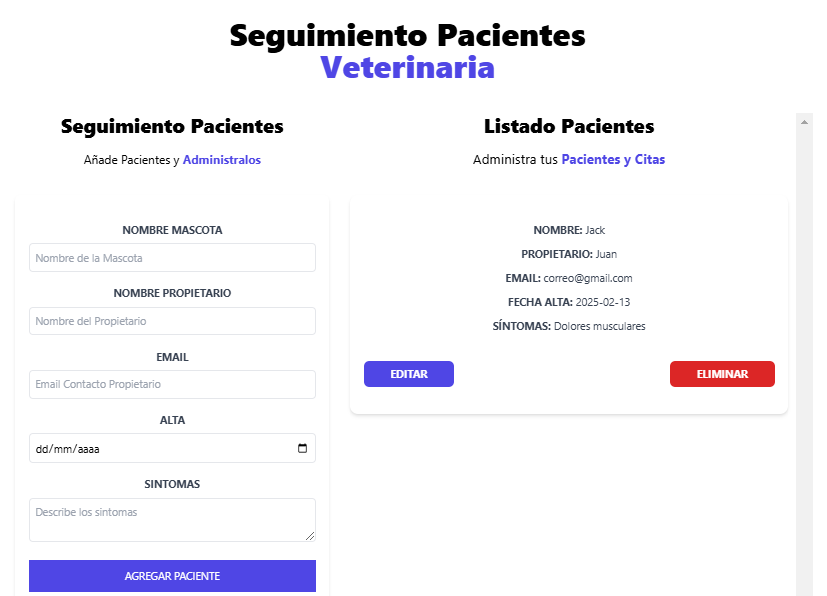 Seguimiento Pacientes
Veterinaria
Seguimiento Pacientes
Añade Pacientes y Administralos
NOMBRE MASCOTA
Nombre de la Mascota
NOMBRE PROPIETARIO
Nombre del Propietario
EMAIL
Email Contacto Propietario
ALTA
dd/mm/aaaa
SINTOMAS
Describe los sintomas
AGREGAR PACIENTE
Listado Pacientes
Administra tus Pacientes y Citas
NOMBRE: Jack
PROPIETARIO: Juan
EMAIL: correo@gmail.com
FECHA ALTA: 2025-02-13
SÍNTOMAS: Dolores musculares
EDITAR
ELIMINAR